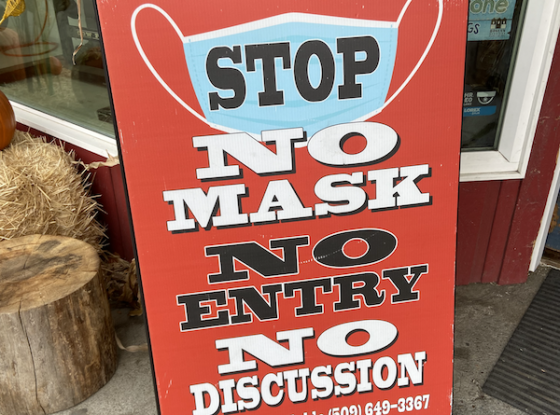 STOP
NO
MASK
NO
ENTRY
NO
DISCUSSION
(509) 649-3367